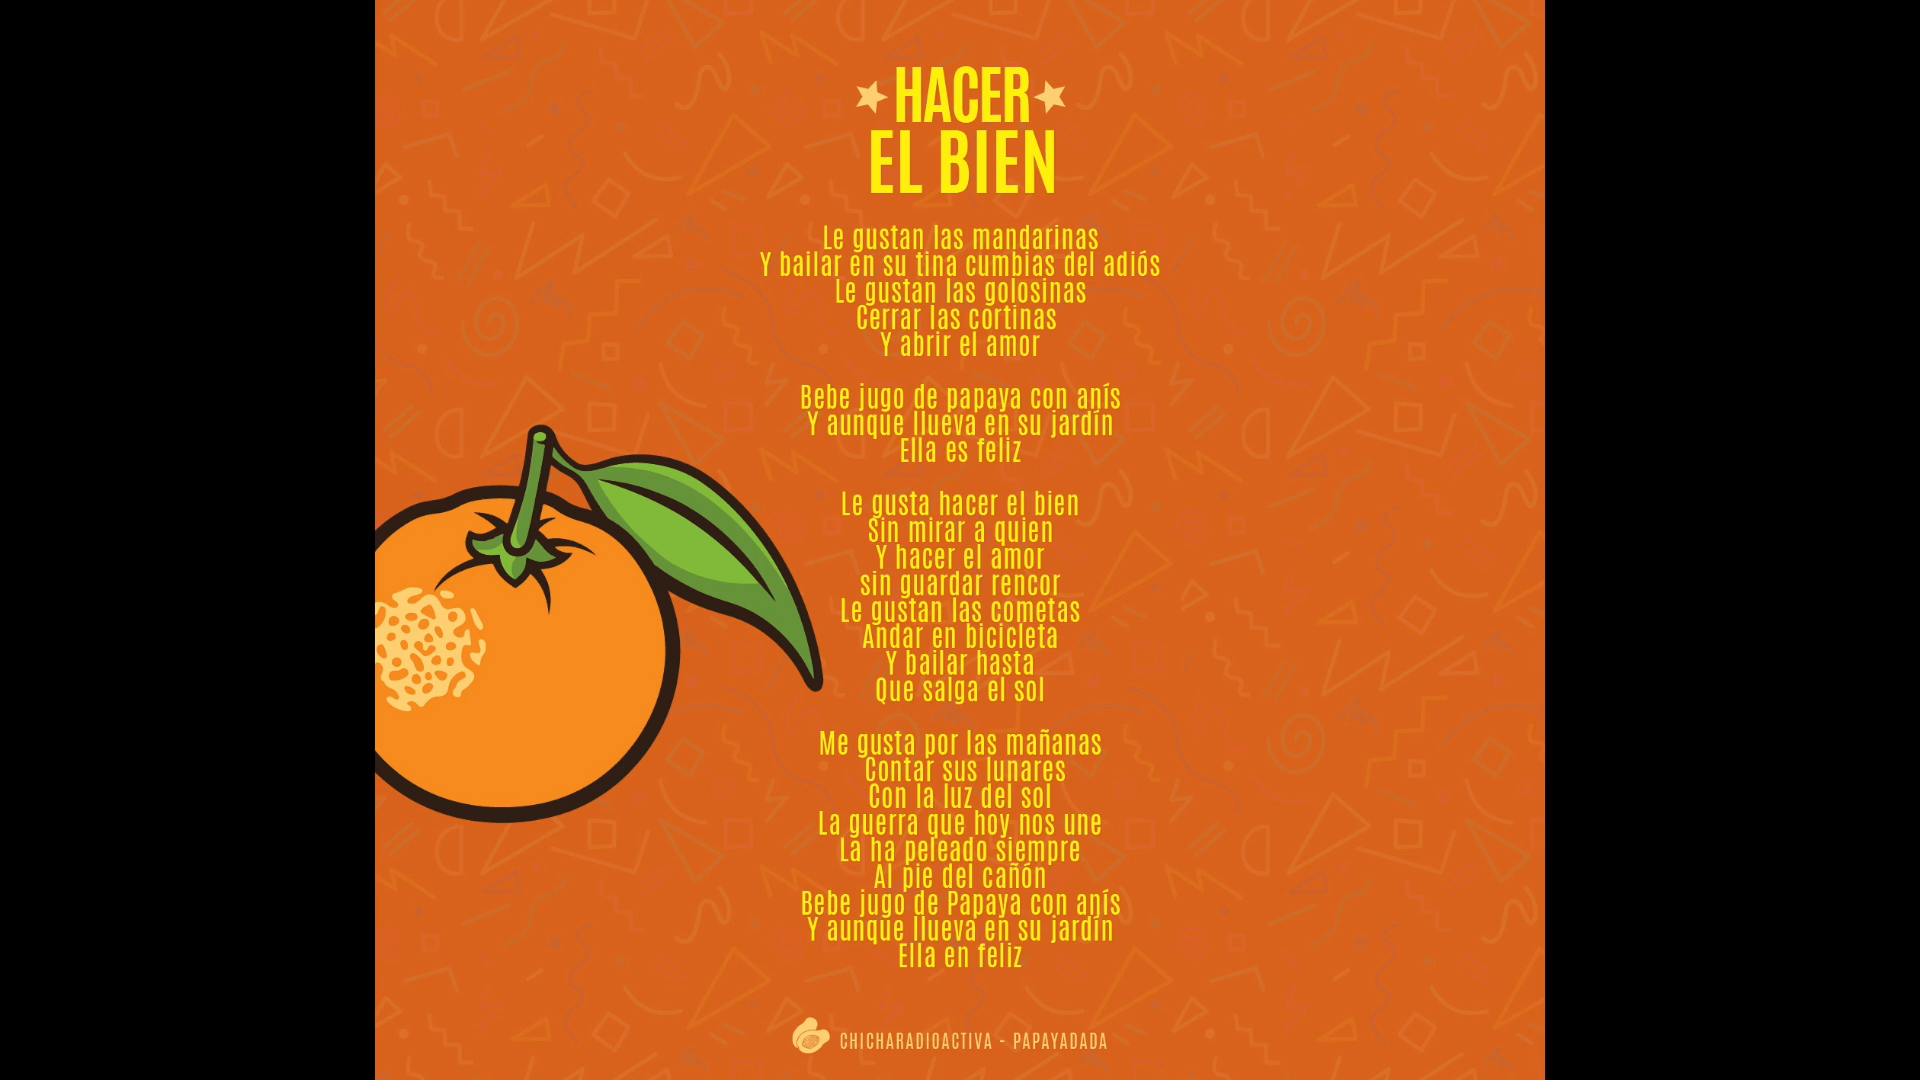 HACER
EL BIEN
Le gustan las mandarinas
Y bailar en su tina cumbias del adiós
Le gustan las golosinas
Cerrar las cortinas
Y abrir el amor
Bebe jugo de papaya con anís
Y aunque llueva en su jardín
Ella es feliz
Le gusta hacer el bien
Sin mirar a quien
Y hacer el amor
sin guardar rencor
Le gustan las cometas
Andar en bicicleta
Y bailar hasta
Que salga el sol
Me gusta por las mañanas
Contar sus lunares
Con la luz del sol
La guerra que hoy nos une
La ha peleado siempre
Al pie del cañón
Bebe jugo de Papaya con anís
Y aunque llueva en su jardín
Ella en feliz
CHICHARADIOACTIVA - PAPAYADADA